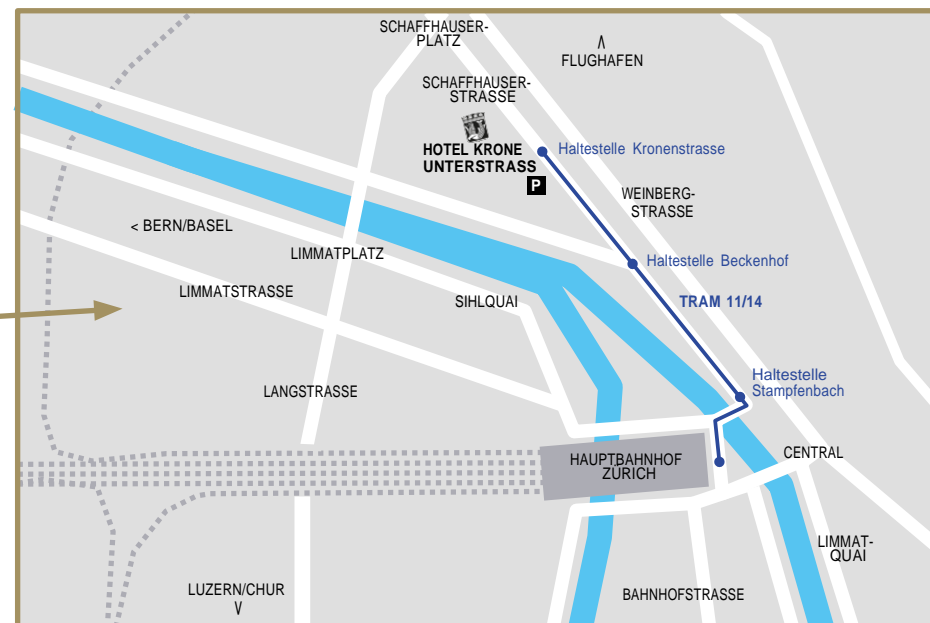 SCHAFFHAUSER-
PLATZ
Λ
FLUGHAFEN
SCHAFFHAUSER-
STRASSE
HOTEL KRONE
UNTERSTRASS
Haltestelle Kronenstrasse
P
WEINBERG-
STRASSE
< BERN/BASEL
LIMMATPLATZ
Haltestelle Beckenhof
LIMMATSTRASSE
SIHLQUAI
TRAM 11/14
LANGSTRASSE
Haltestelle
Stampfenbach
HAUPTBAHNHOF
ZÜRICH
CENTRAL
LIMMAT-
QUAI
LUZERN/CHUR
V
BAHNHOFSTRASSE